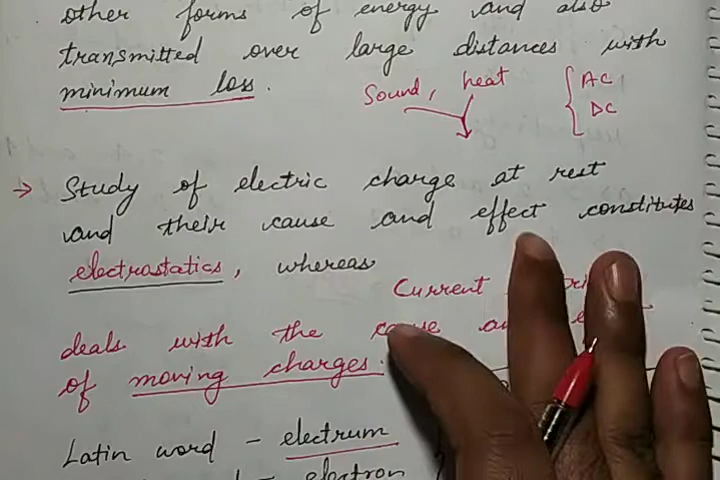 other forms of energy and also
transmitted over large distances with
minimum loss.
Sound, heat
AC
DC
→ Study of electric charge at rest
and their cause and effect constitutes
electrostatics, whereas
Current
deals with the cause
of moving charges.
Latin word - electrum
electron